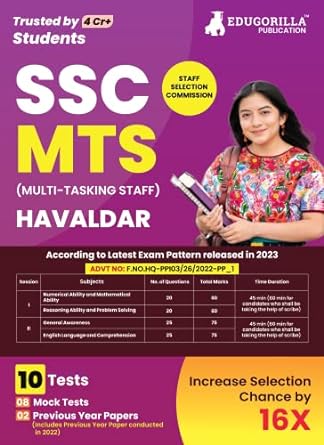 Trusted by 4 Cr+
Students
EDUGORILLA™
PUBLICATION
STAFF
SELECTION
COMMISSION
SSC
MTS
(MULTI-TASKING STAFF)
HAVALDAR
According to Latest Exam Pattern released in 2023
ADVT NO: F.NO.HQ-PPI03/26/2022-PP_1
Session Subjects No. of Questions Total Marks Time Duration
I Numerical Ability and Mathematical Ability 20 60 45 min (60 min for candidates who shall be taking the help of scribe)
Reasoning Ability and Problem Solving 20 60
II General Awareness 25 75 45 min (60 min for candidates who shall be taking the help of scribe)
English Language and Comprehension 25 75
10 Tests
08 Mock Tests
02 Previous Year Papers
(Includes Previous Year Paper conducted
in 2022)
Increase Selection
Chance by
16X